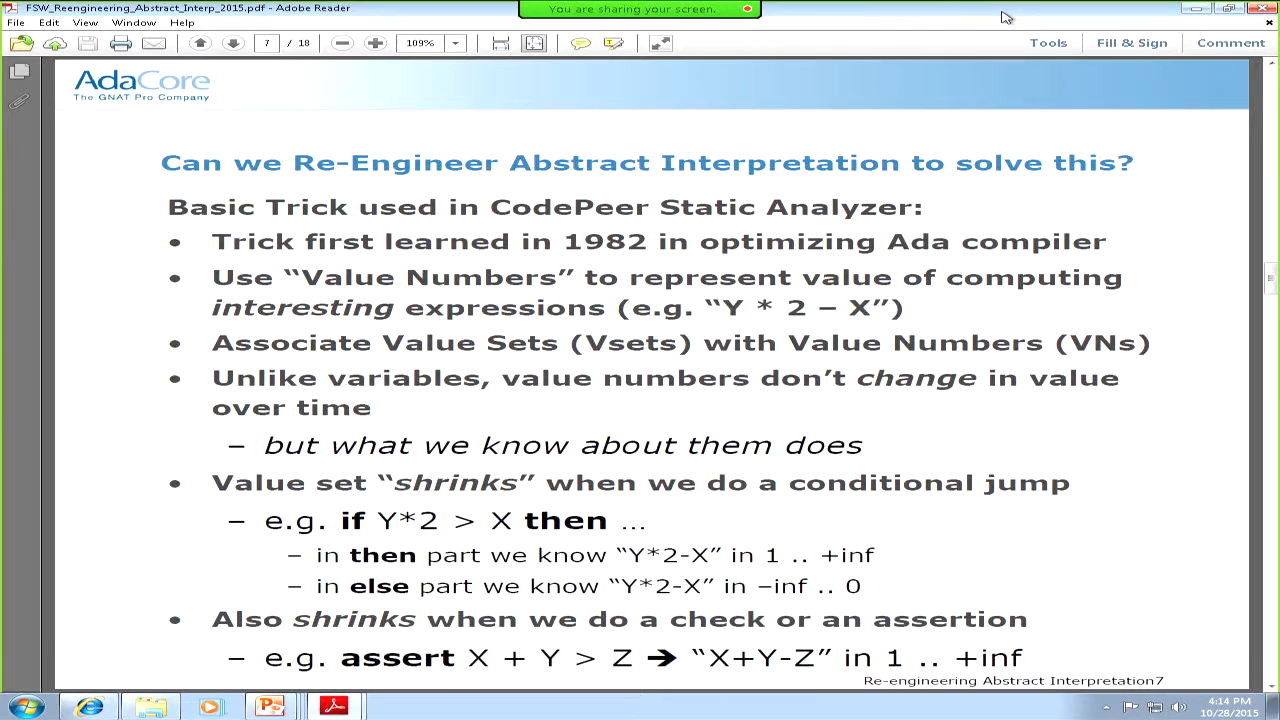 FSW_Reengineering_Abstract_Interp_2015.pdf - Adobe Reader
You are sharing your screen.
File Edit View Window Help
7 / 18 109% Tools Fill & Sign Comment
AdaCore
The GNAT Pro Company
Can we Re-Engineer Abstract Interpretation to solve this?
Basic Trick used in CodePeer Static Analyzer:
• Trick first learned in 1982 in optimizing Ada compiler
• Use “Value Numbers” to represent value of computing
interesting expressions (e.g. “Y * 2 – X”)
• Associate Value Sets (Vsets) with Value Numbers (VNs)
• Unlike variables, value numbers don’t change in value
over time
– but what we know about them does
• Value set “shrinks” when we do a conditional jump
– e.g. if Y*2 > X then …
– in then part we know “Y*2-X” in 1 .. +inf
– in else part we know “Y*2-X” in –inf .. 0
• Also shrinks when we do a check or an assertion
– e.g. assert X + Y > Z ➔ “X+Y-Z” in 1 .. +inf
Re-engineering Abstract Interpretation7
4:14 PM
10/28/2015